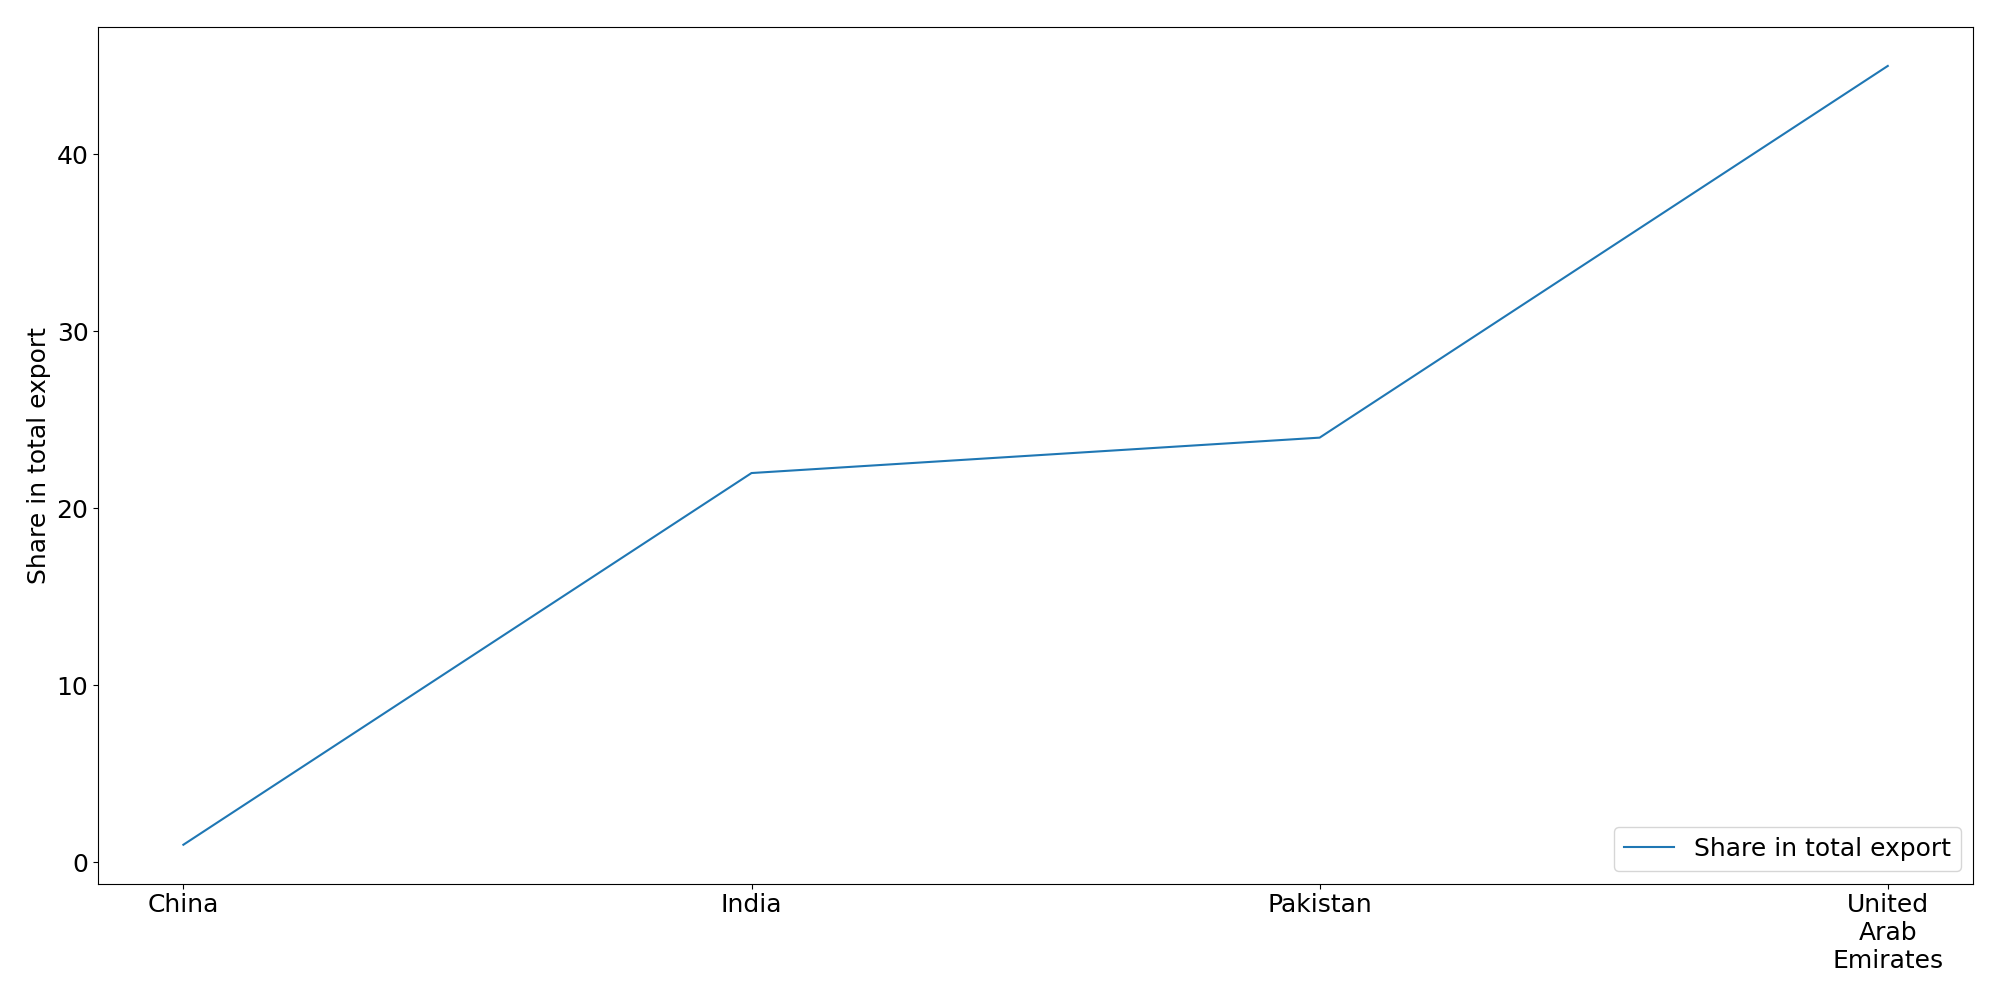 Share in total export
40
30
20
10
0
China
India
Pakistan
United
Arab
Emirates
Share in total export